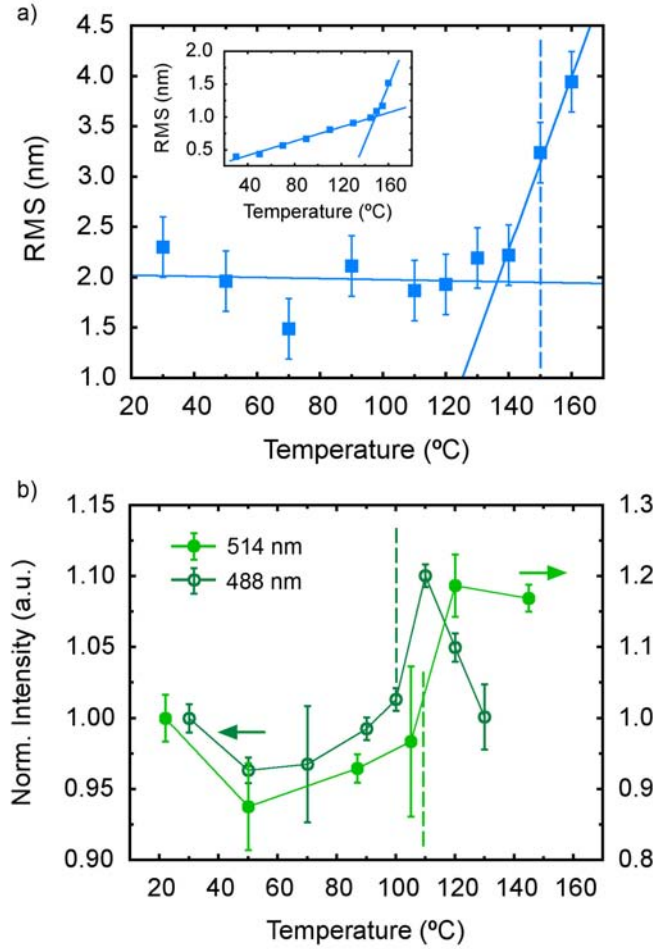 a)
4.5
4.0
3.5
3.0
2.5
2.0
1.5
1.0
RMS (nm)
2.0
1.5
1.0
0.5
RMS (nm)
40 80 120 160
Temperature (ºC)
20 40 60 80 100 120 140 160
Temperature (ºC)
b)
1.15
1.10
1.05
1.00
0.95
0.90
Norm. Intensity (a.u.)
514 nm
488 nm
1.3
1.2
1.1
1.0
0.9
0.8
20 40 60 80 100 120 140 160
Temperature (ºC)